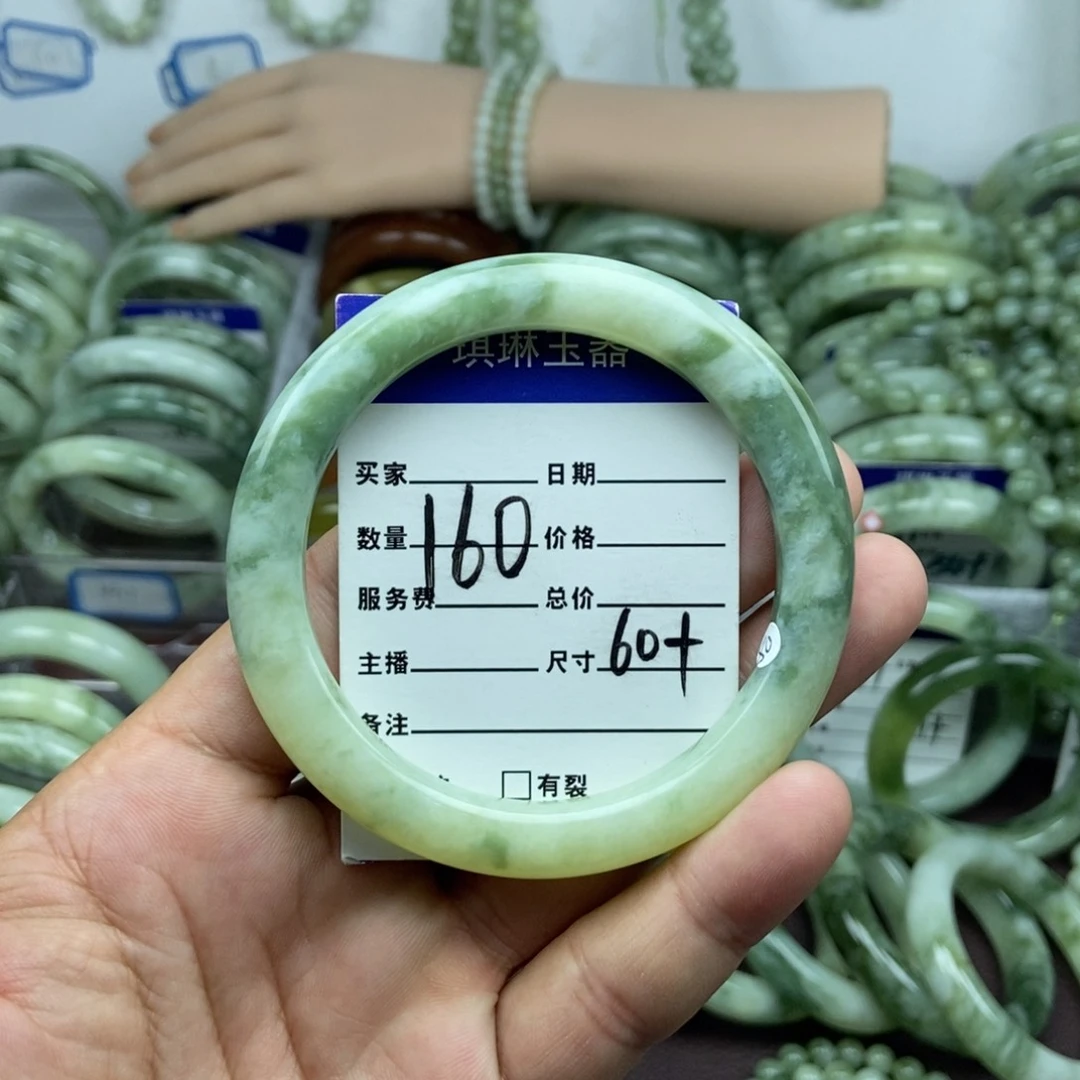 琪琳玉器
买家 日期
数量 160 价格
服务费 总价
主播 尺寸 60+
备注
有裂